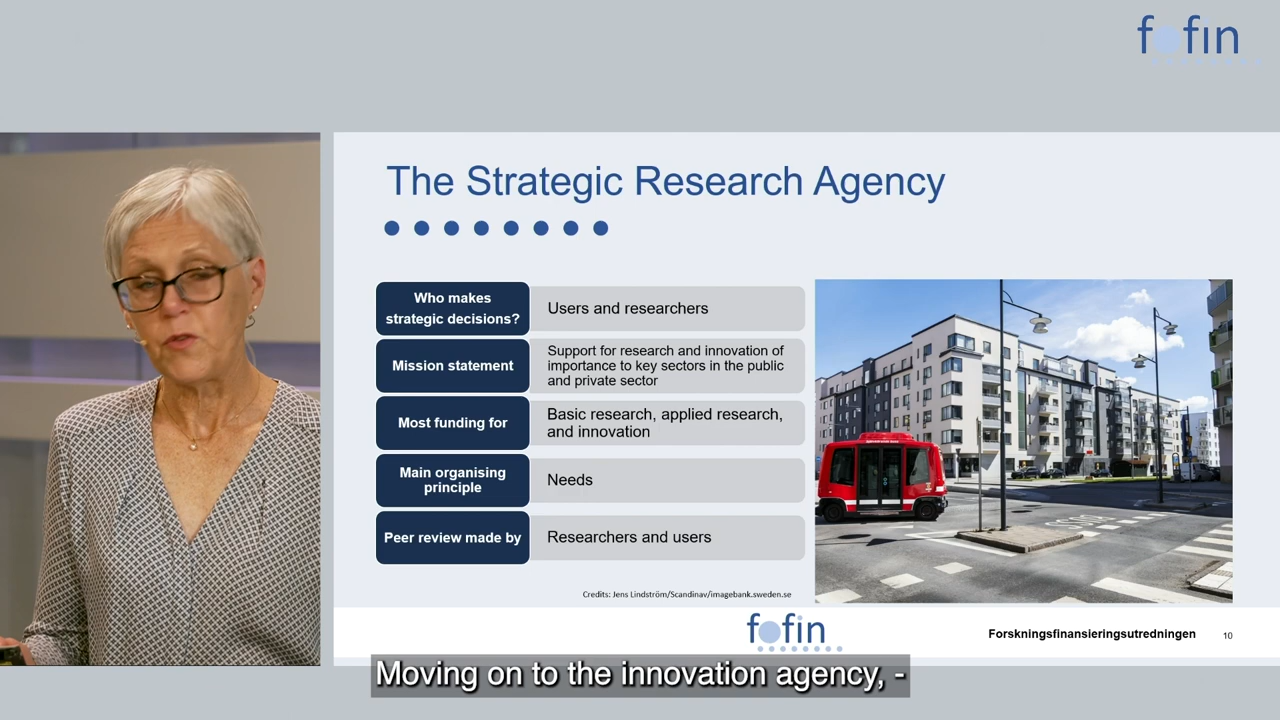 fofin
The Strategic Research Agency
Who makes
strategic decisions?
Users and researchers
Mission statement
Support for research and innovation of
importance to key sectors in the public
and private sector
Most funding for
Basic research, applied research,
and innovation
Main organising
principle
Needs
Peer review made by
Researchers and users
Credits: Jens Lindström/Scandinav/imagebank.sweden.se
fofin
Forskningsfinansieringsutredningen
10
Moving on to the innovation agency, -